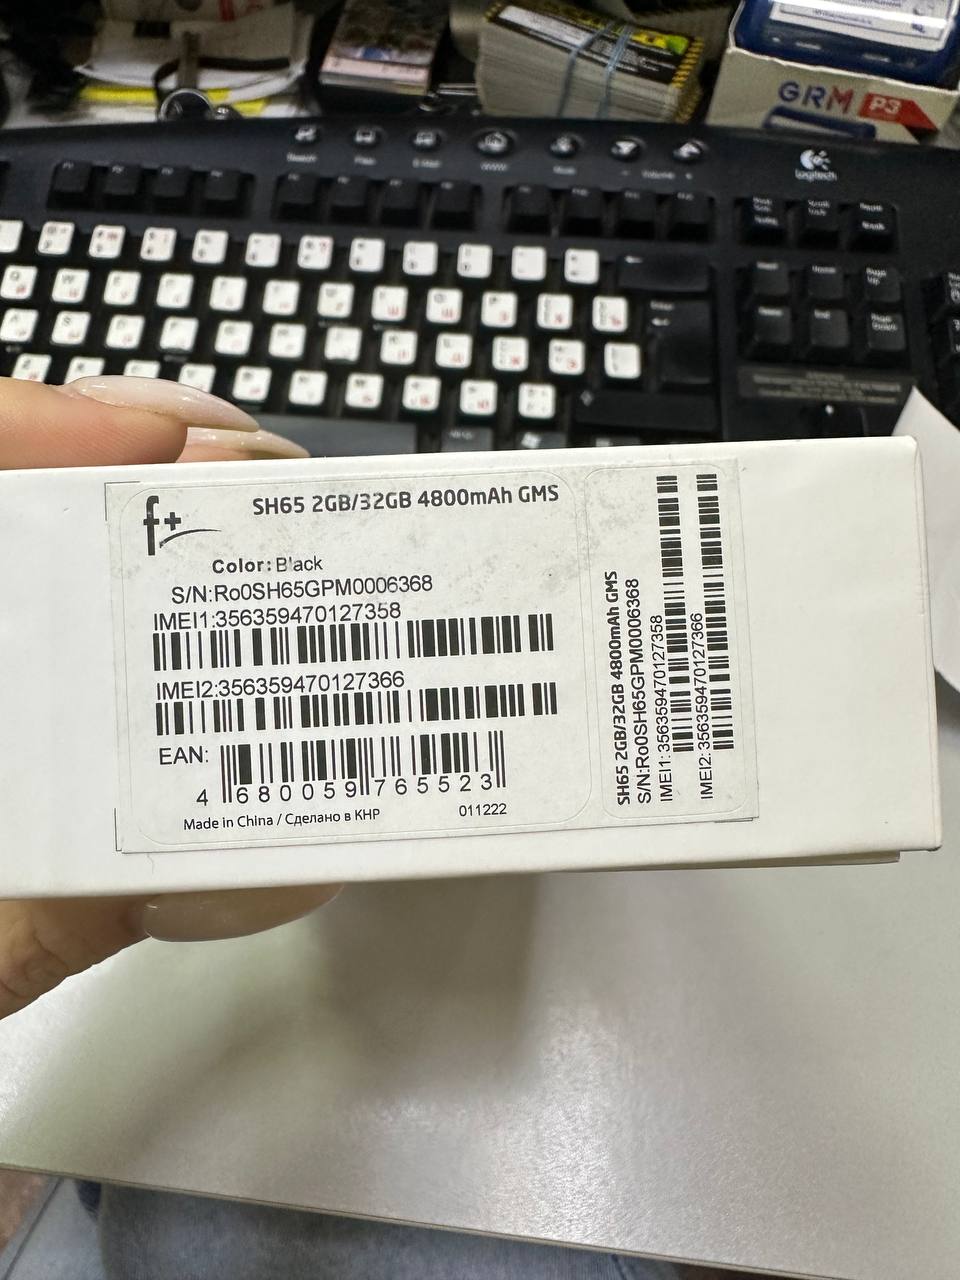 GRM P3
Logitech
f+
SH65 2GB/32GB 4800mAh GMS
Color: Black
S/N:Ro0SH65GPM0006368
IMEI1:356359470127358
IMEI2:356359470127366
EAN:
4 680059 765523
Made in China / Сделано в КНР
011222
SH65 2GB/32GB 4800mAh GMS
S/N:Ro0SH65GPM0006368
IMEI1: 356359470127358
IMEI2: 356359470127366